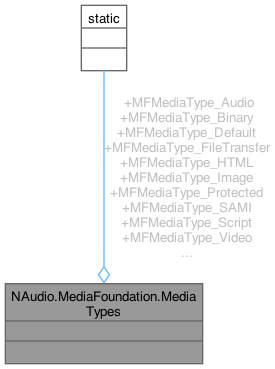 static
+MFMediaType_Audio
+MFMediaType_Binary
+MFMediaType_Default
+MFMediaType_FileTransfer
+MFMediaType_HTML
+MFMediaType_Image
+MFMediaType_Protected
+MFMediaType_SAMI
+MFMediaType_Script
+MFMediaType_Video
...
NAudio.MediaFoundation.Media
Types